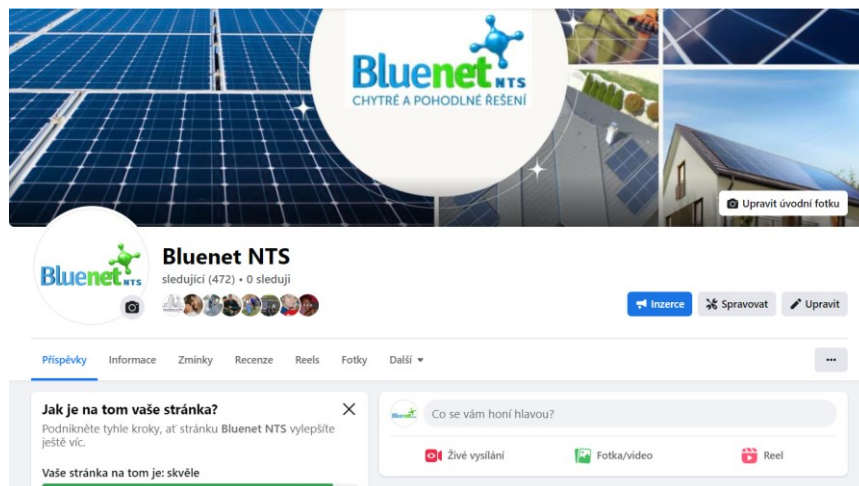 Bluenet NTS
CHYTRÉ A POHODLNÉ ŘEŠENÍ
Upravit úvodní fotku
Bluenet NTS
Bluenet NTS
sledující (472) • 0 sleduji
Inzerce
Spravovat
Upravit
Příspěvky Informace Zmínky Recenze Reels Fotky Další
Jak je na tom vaše stránka?
Podnikněte tyhle kroky, ať stránku Bluenet NTS vylepšíte
ještě víc.
Vaše stránka na tom je: skvěle
Bluenet
Co se vám honí hlavou?
Živé vysílání Fotka/video Reel